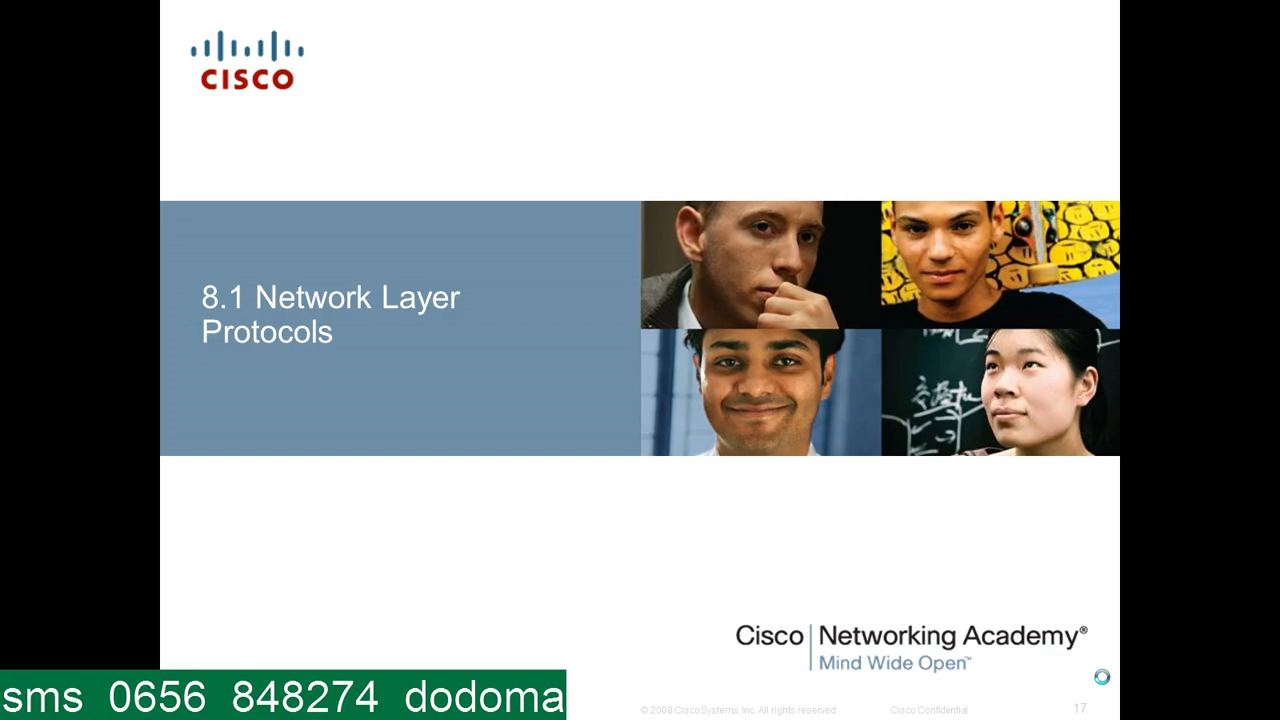 CISCO
8.1 Network Layer
Protocols
Cisco | Networking Academy®
Mind Wide Open™
sms 0656 848274 dodoma
© 2008 Cisco Systems, Inc. All rights reserved. Cisco Confidential 17